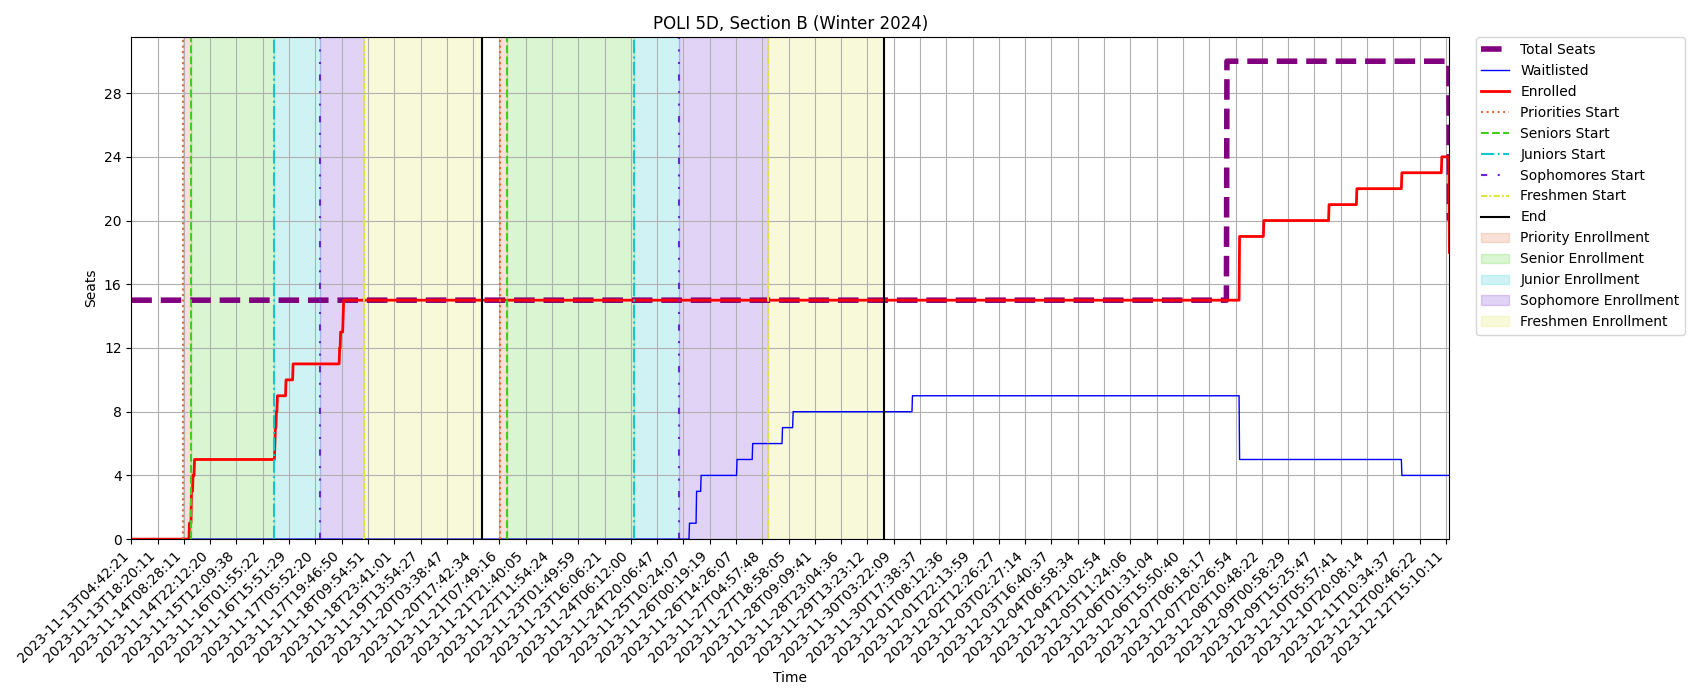 POLI 5D, Section B (Winter 2024)
Seats
28
24
20
16
12
8
4
0
2023-11-13T04:42:21
2023-11-13T18:20:11
2023-11-14T08:28:11
2023-11-14T22:12:20
2023-11-15T12:09:38
2023-11-16T01:55:22
2023-11-16T15:51:29
2023-11-17T05:52:20
2023-11-17T19:46:50
2023-11-18T09:54:51
2023-11-18T23:41:01
2023-11-19T13:54:27
2023-11-20T03:38:47
2023-11-20T17:42:34
2023-11-21T07:49:16
2023-11-21T21:40:05
2023-11-22T11:54:24
2023-11-23T01:49:59
2023-11-23T16:06:21
2023-11-24T06:12:00
2023-11-24T20:06:47
2023-11-25T10:24:07
2023-11-26T00:19:19
2023-11-26T14:26:07
2023-11-27T04:57:48
2023-11-27T18:58:05
2023-11-28T09:09:41
2023-11-28T23:04:36
2023-11-29T13:23:12
2023-11-30T03:22:09
2023-11-30T17:38:37
2023-12-01T08:12:36
2023-12-01T22:13:59
2023-12-02T12:26:27
2023-12-03T02:27:14
2023-12-03T16:40:37
2023-12-04T06:58:34
2023-12-04T21:02:54
2023-12-05T11:24:06
2023-12-06T01:31:04
2023-12-06T15:50:40
2023-12-07T06:18:17
2023-12-07T20:26:54
2023-12-08T10:48:22
2023-12-09T00:58:29
2023-12-09T15:25:47
2023-12-10T05:57:41
2023-12-10T20:08:14
2023-12-11T10:34:37
2023-12-12T00:46:22
2023-12-12T15:10:11
Time
Total Seats
Waitlisted
Enrolled
Priorities Start
Seniors Start
Juniors Start
Sophomores Start
Freshmen Start
End
Priority Enrollment
Senior Enrollment
Junior Enrollment
Sophomore Enrollment
Freshmen Enrollment